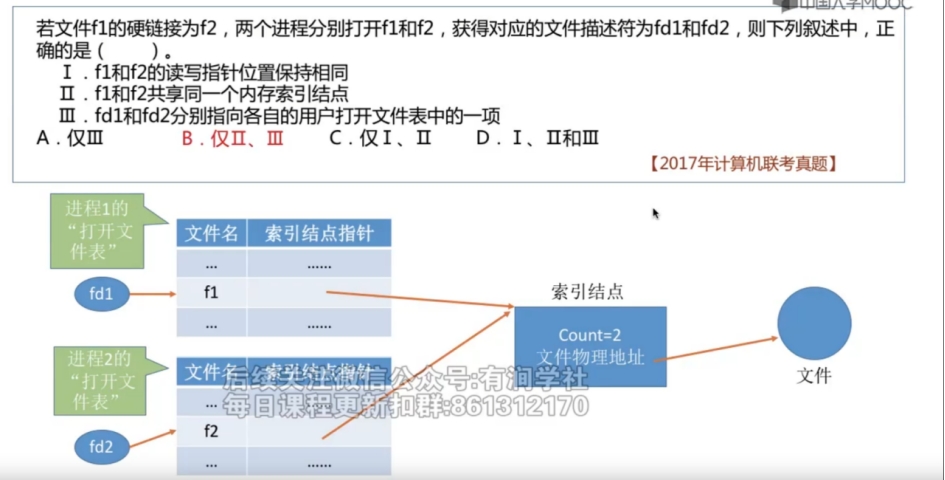 中国大学MOOC
若文件f1的硬链接为f2，两个进程分别打开f1和f2，获得对应的文件描述符为fd1和fd2，则下列叙述中，正
确的是（　　）。
Ⅰ．f1和f2的读写指针位置保持相同
Ⅱ．f1和f2共享同一个内存索引结点
Ⅲ．fd1和fd2分别指向各自的用户打开文件表中的一项
A．仅Ⅲ　B．仅Ⅱ、Ⅲ　C．仅Ⅰ、Ⅱ　D．Ⅰ、Ⅱ和Ⅲ
【2017年计算机联考真题】
进程1的
“打开文
件表”
文件名　索引结点指针
...　......
fd1　f1
...　......
索引结点
Count=2
文件物理地址
文件
进程2的
“打开文
件表”
文件名　索引结点指针
...　......
fd2　f2
...　......
后续关注微信公众号:有涧学社
每日课程更新扣群:861312170